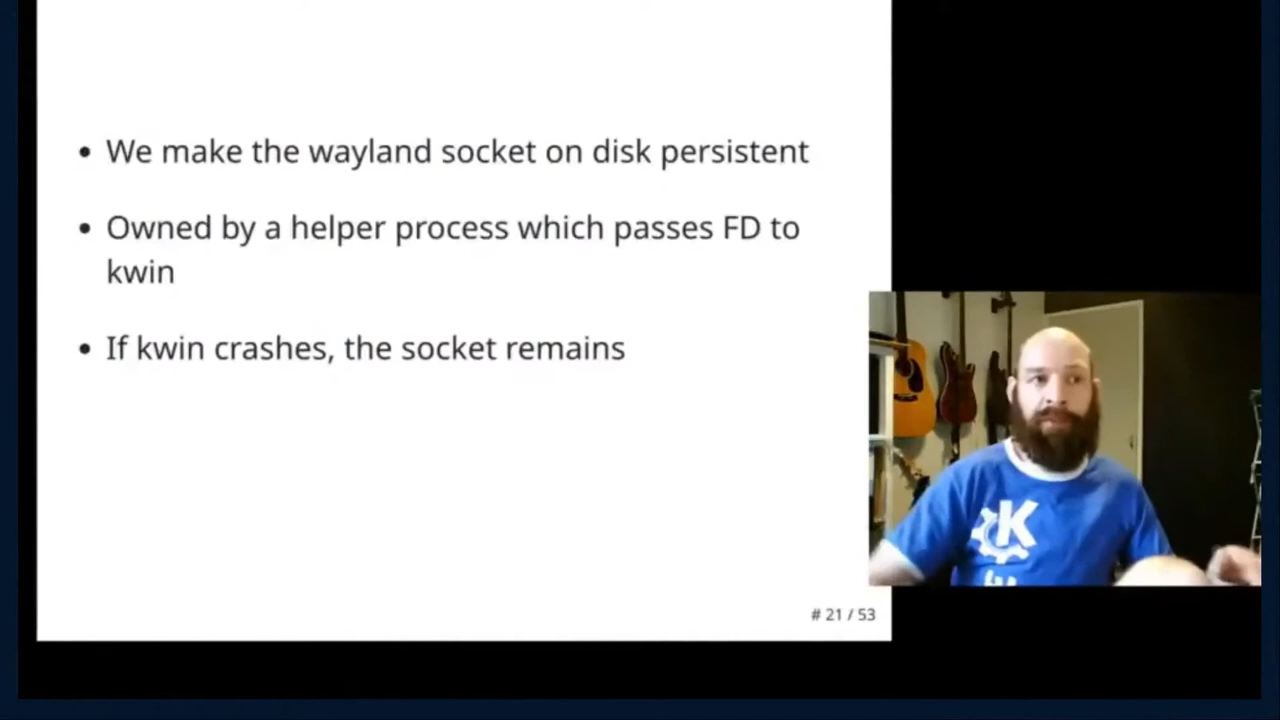 We make the wayland socket on disk persistent
Owned by a helper process which passes FD to
kwin
If kwin crashes, the socket remains
# 21 / 53
K